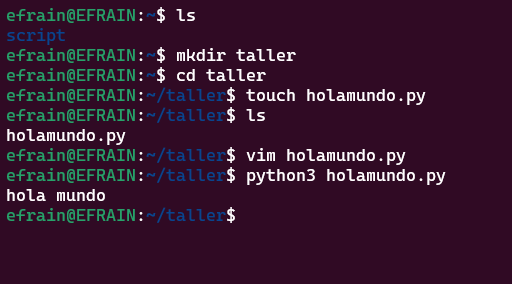 efrain@EFRAIN:~$ ls
script
efrain@EFRAIN:~$ mkdir taller
efrain@EFRAIN:~$ cd taller
efrain@EFRAIN:~/taller$ touch holamundo.py
efrain@EFRAIN:~/taller$ ls
holamundo.py
efrain@EFRAIN:~/taller$ vim holamundo.py
efrain@EFRAIN:~/taller$ python3 holamundo.py
hola mundo
efrain@EFRAIN:~/taller$